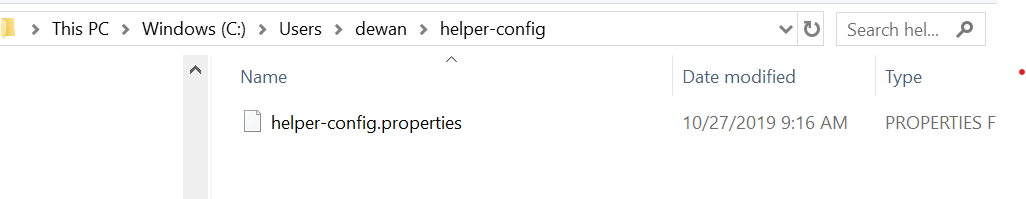 This PC > Windows (C:) > Users > dewan > helper-config
Search hel...
Name Date modified Type
helper-config.properties 10/27/2019 9:16 AM PROPERTIES F